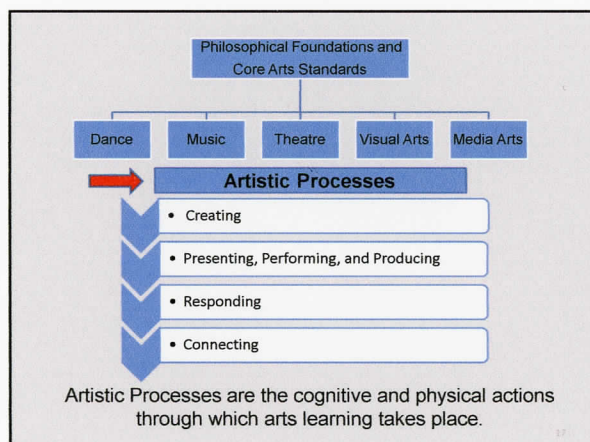 Philosophical Foundations and
Core Arts Standards
Dance
Music
Theatre
Visual Arts
Media Arts
Artistic Processes
• Creating
• Presenting, Performing, and Producing
• Responding
• Connecting
Artistic Processes are the cognitive and physical actions
through which arts learning takes place.
17